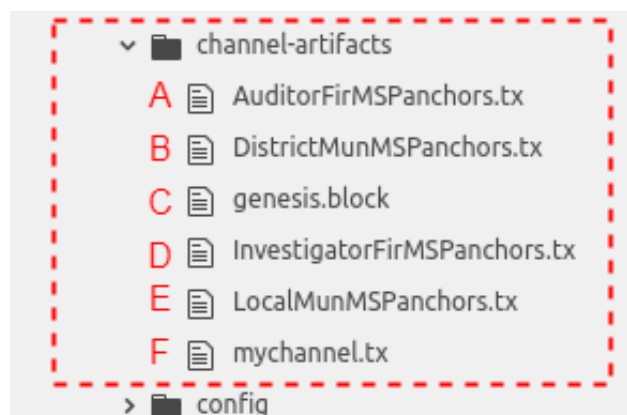 channel-artifacts
A AuditorFirMSPanchors.tx
B DistrictMunMSPanchors.tx
C genesis.block
D InvestigatorFirMSPanchors.tx
E LocalMunMSPanchors.tx
F mychannel.tx
config